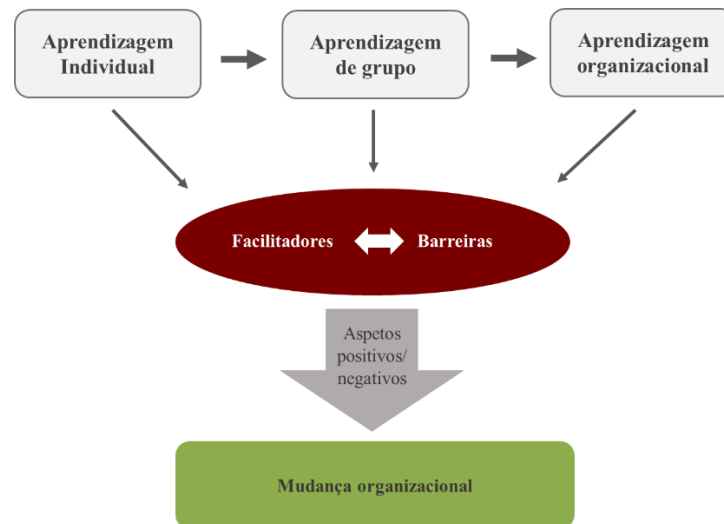 Aprendizagem
Individual
Aprendizagem
de grupo
Aprendizagem
organizacional
Facilitadores
Barreiras
Aspetos
positivos/
negativos
Mudança organizacional